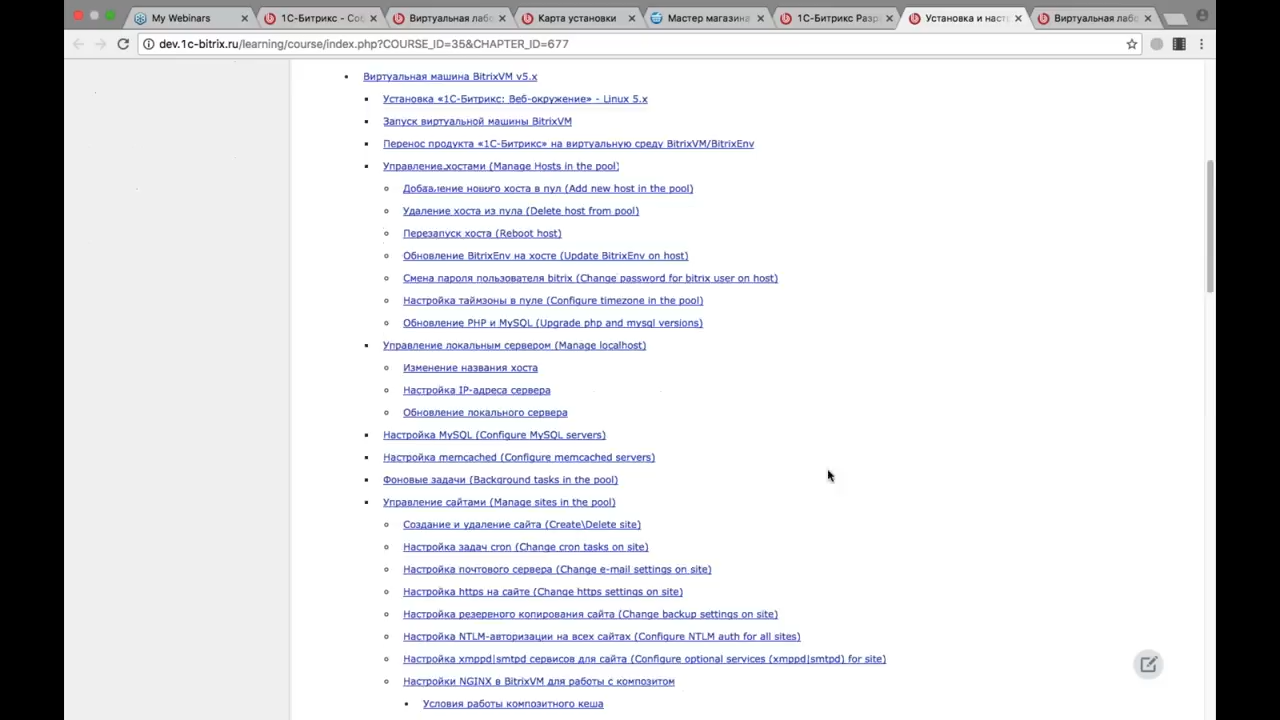 My Webinars
1С-Битрикс - Сог
Виртуальная лабо
Карта установки
Мастер магазина
1С-Битрикс Разр
Установка и наст
Виртуальная лабо
dev.1c-bitrix.ru/learning/course/index.php?COURSE_ID=35&CHAPTER_ID=677
Виртуальная машина BitrixVM v5.x
Установка «1С-Битрикс: Веб-окружение» - Linux 5.x
Запуск виртуальной машины BitrixVM
Перенос продукта «1С-Битрикс» на виртуальную среду BitrixVM/BitrixEnv
Управление хостами (Manage Hosts in the pool)
Добавление нового хоста в пул (Add new host in the pool)
Удаление хоста из пула (Delete host from pool)
Перезапуск хоста (Reboot host)
Обновление BitrixEnv на хосте (Update BitrixEnv on host)
Смена пароля пользователя bitrix (Change password for bitrix user on host)
Настройка таймзоны в пуле (Configure timezone in the pool)
Обновление PHP и MySQL (Upgrade php and mysql versions)
Управление локальным сервером (Manage localhost)
Изменение названия хоста
Настройка IP-адреса сервера
Обновление локального сервера
Настройка MySQL (Configure MySQL servers)
Настройка memcached (Configure memcached servers)
Фоновые задачи (Background tasks in the pool)
Управление сайтами (Manage sites in the pool)
Создание и удаление сайта (Create\Delete site)
Настройка задач cron (Change cron tasks on site)
Настройка почтового сервера (Change e-mail settings on site)
Настройка https на сайте (Change https settings on site)
Настройка резереного копирования сайта (Change backup settings on site)
Настройка NTLM-авторизации на всех сайтах (Configure NTLM auth for all sites)
Настройка xmppd|smtpd сервисов для сайта (Configure optional services (xmppd|smtpd) for site)
Настройки NGINX в BitrixVM для работы с композитом
Условия работы композитного кеша